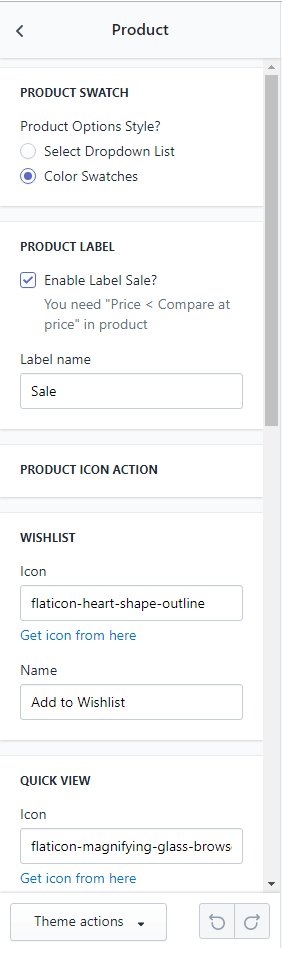 Product
PRODUCT SWATCH
Product Options Style?
Select Dropdown List
Color Swatches
PRODUCT LABEL
Enable Label Sale?
You need "Price < Compare at
price" in product
Label name
Sale
PRODUCT ICON ACTION
WISHLIST
Icon
flaticon-heart-shape-outline
Get icon from here
Name
Add to Wishlist
QUICK VIEW
Icon
flaticon-magnifying-glass-brows
Get icon from here
Theme actions